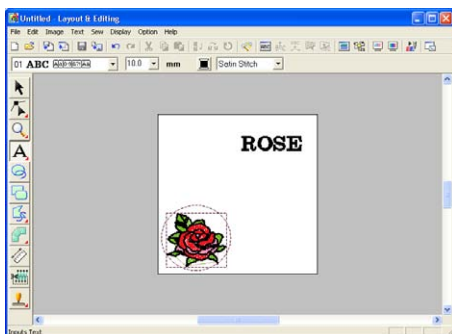 Untitled - Layout & Editing
File Edit Image Text Sew Display Option Help
01 ABC 10.0 mm Satin Stitch
ROSE
Inputs Text